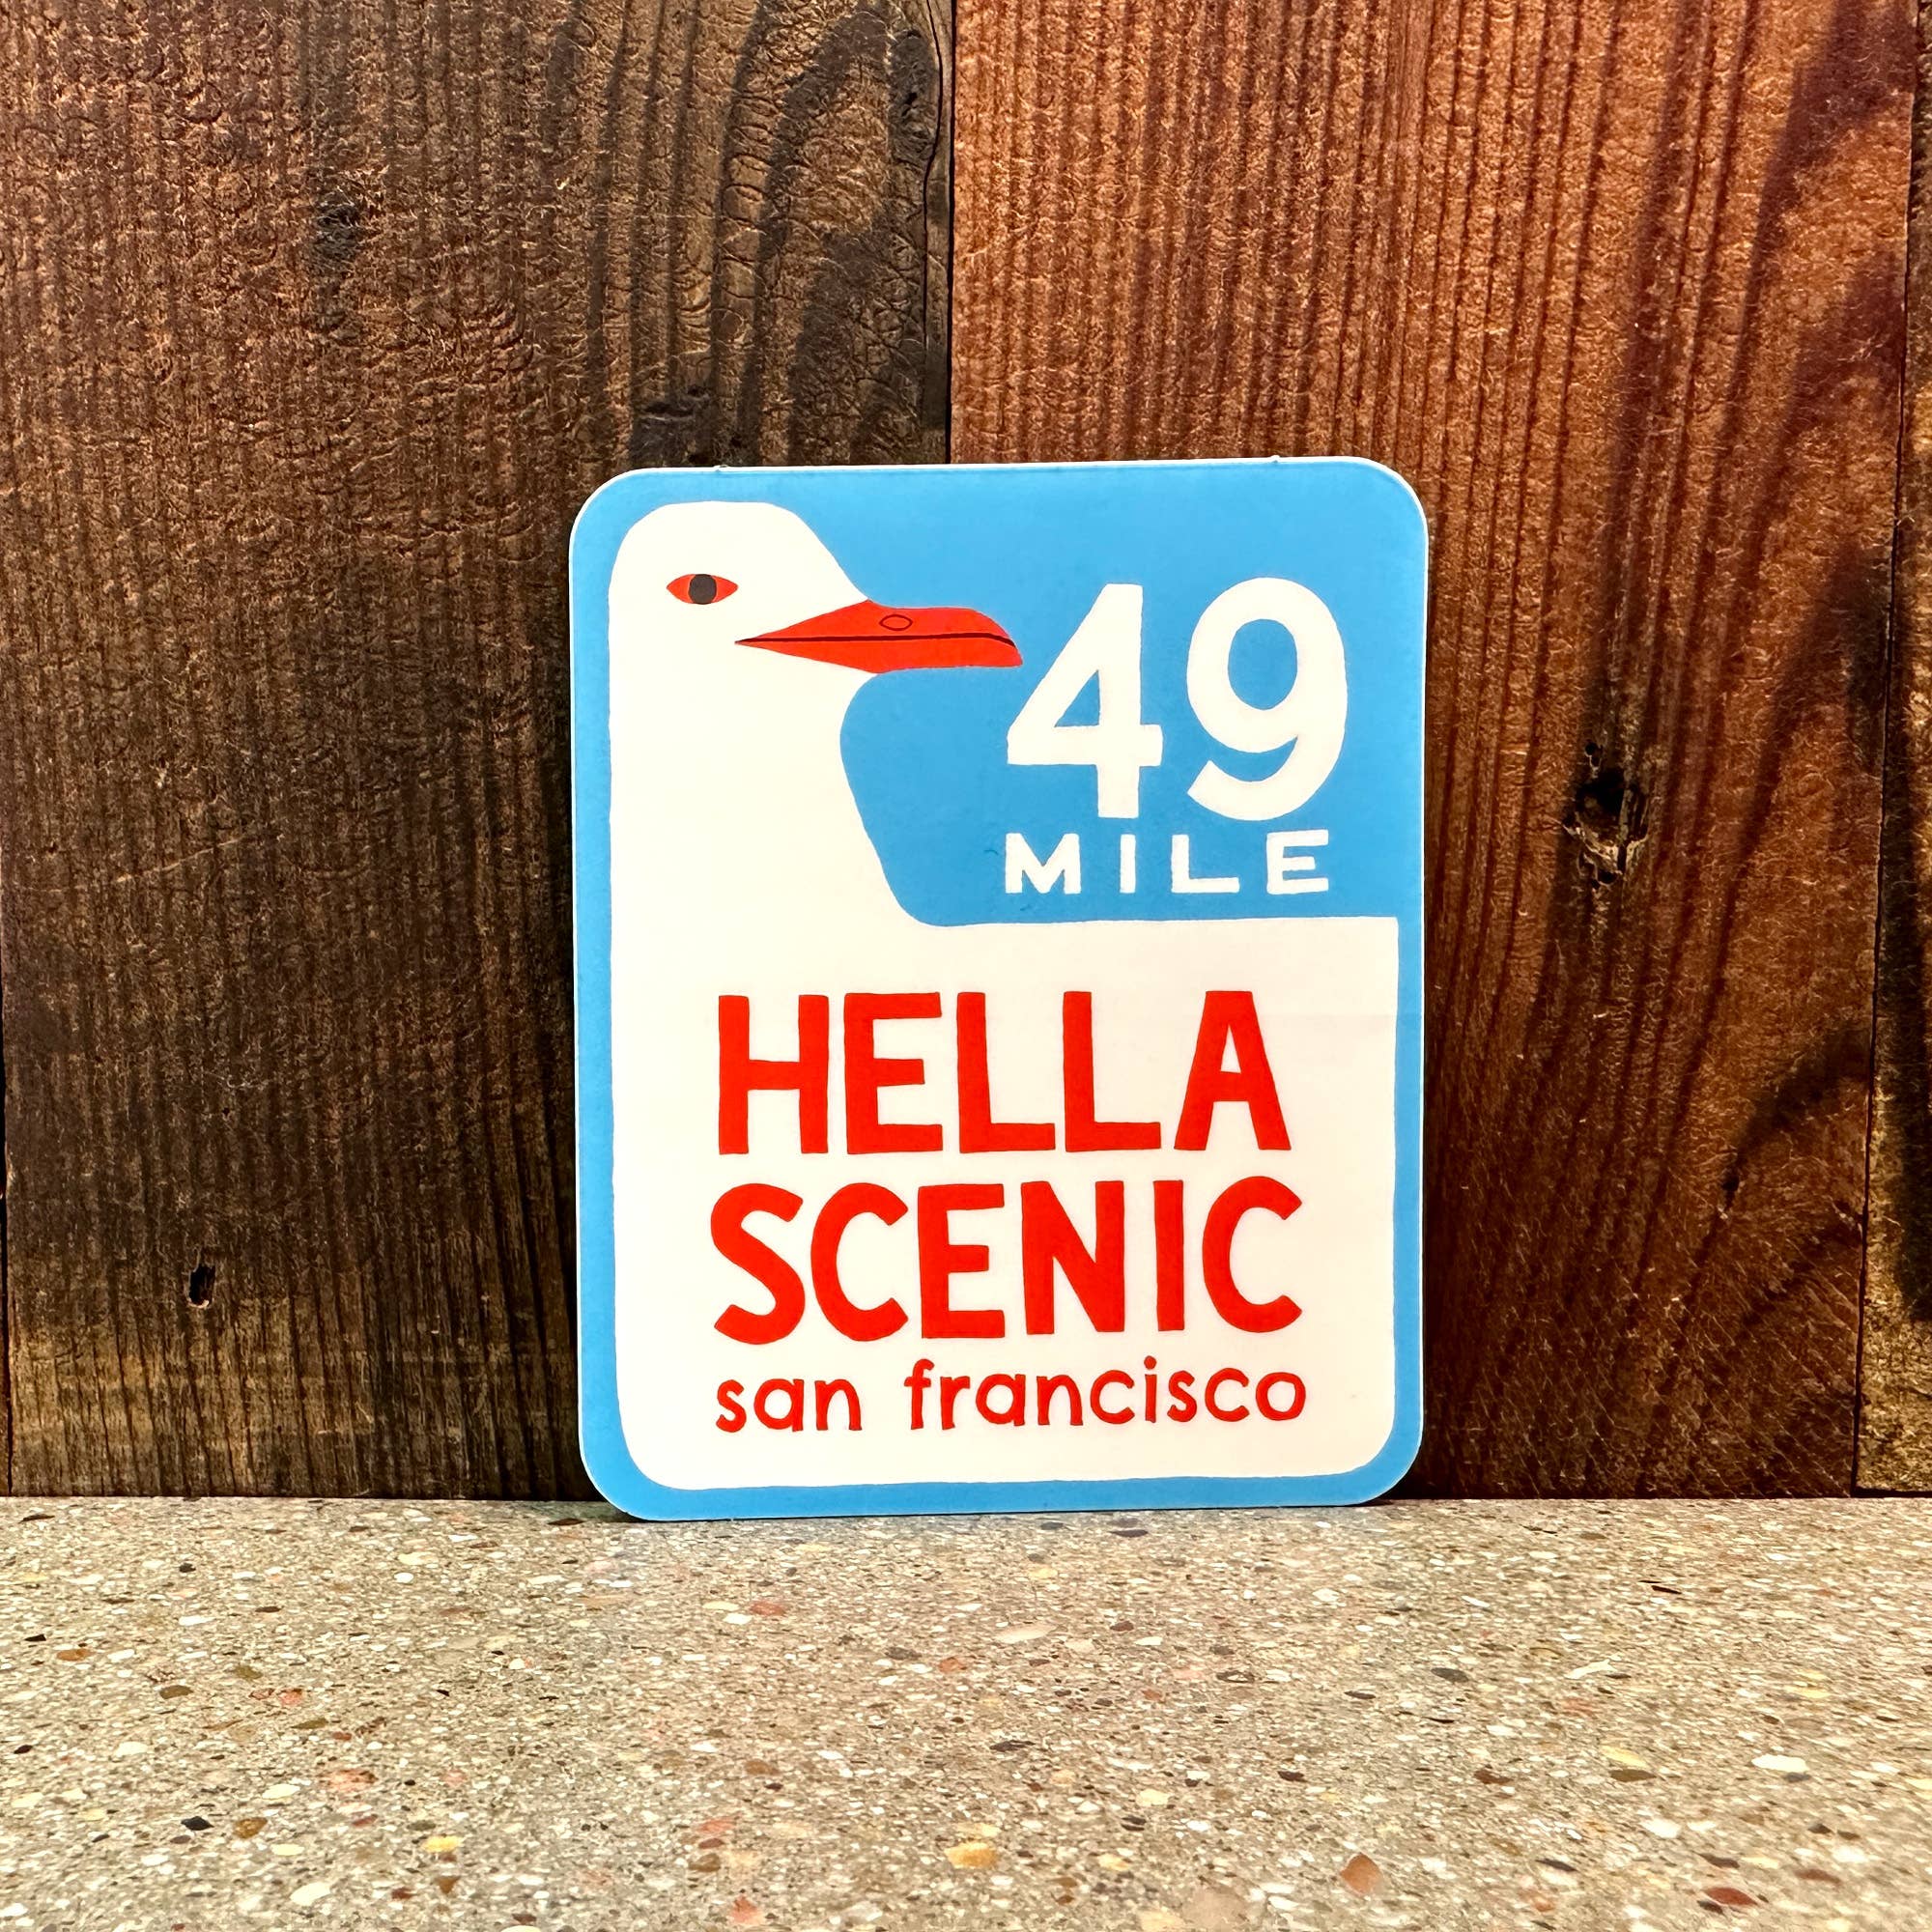 49
MILE
HELLA
SCENIC
san francisco